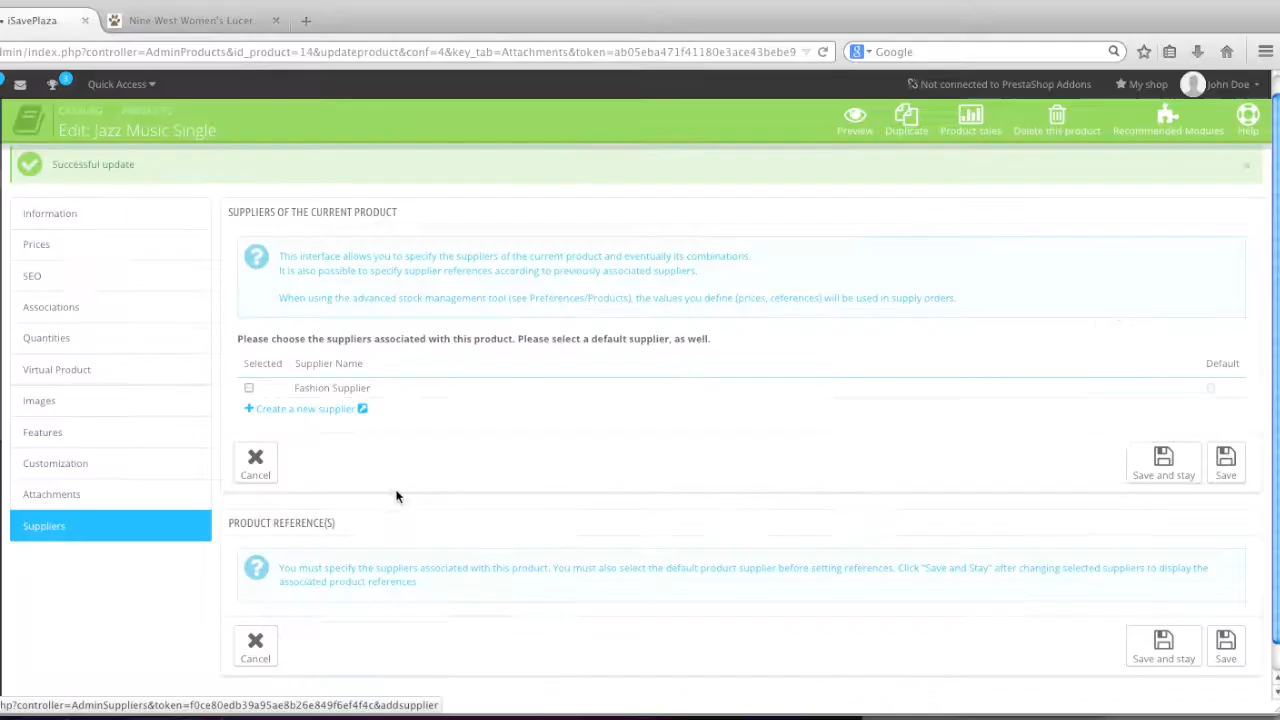 iSavePlaza
Nine West Women's Lucer...
dmin/index.php?controller=AdminProducts&id_product=14&updateproduct&conf=4&key_tab=Attachments&token=ab05eba471f41180e3ace43bebe9
Google
3
Quick Access
Not connected to PrestaShop Addons
My shop
John Doe
CATALOG PRODUCTS
Edit: Jazz Music Single
Preview
Duplicate
Product sales
Delete this product
Recommended Modules
Help
Successful update
Information
Prices
SEO
Associations
Quantities
Virtual Product
Images
Features
Customization
Attachments
Suppliers
SUPPLIERS OF THE CURRENT PRODUCT
This interface allows you to specify the suppliers of the current product and eventually its combinations.
It is also possible to specify supplier references according to previously associated suppliers.
When using the advanced stock management tool (see Preferences/Products), the values you define (prices, references) will be used in supply orders.
Please choose the suppliers associated with this product. Please select a default supplier, as well.
Selected Supplier Name Default
Fashion Supplier
Create a new supplier
Cancel
Save and stay
Save
PRODUCT REFERENCE(S)
You must specify the suppliers associated with this product. You must also select the default product supplier before setting references. Click "Save and Stay" after changing selected suppliers to display the
associated product references
Cancel
Save and stay
Save
hp?controller=AdminSuppliers&token=f0ce80edb39a95ae8b26e849f6ef4f4c&addsupplier